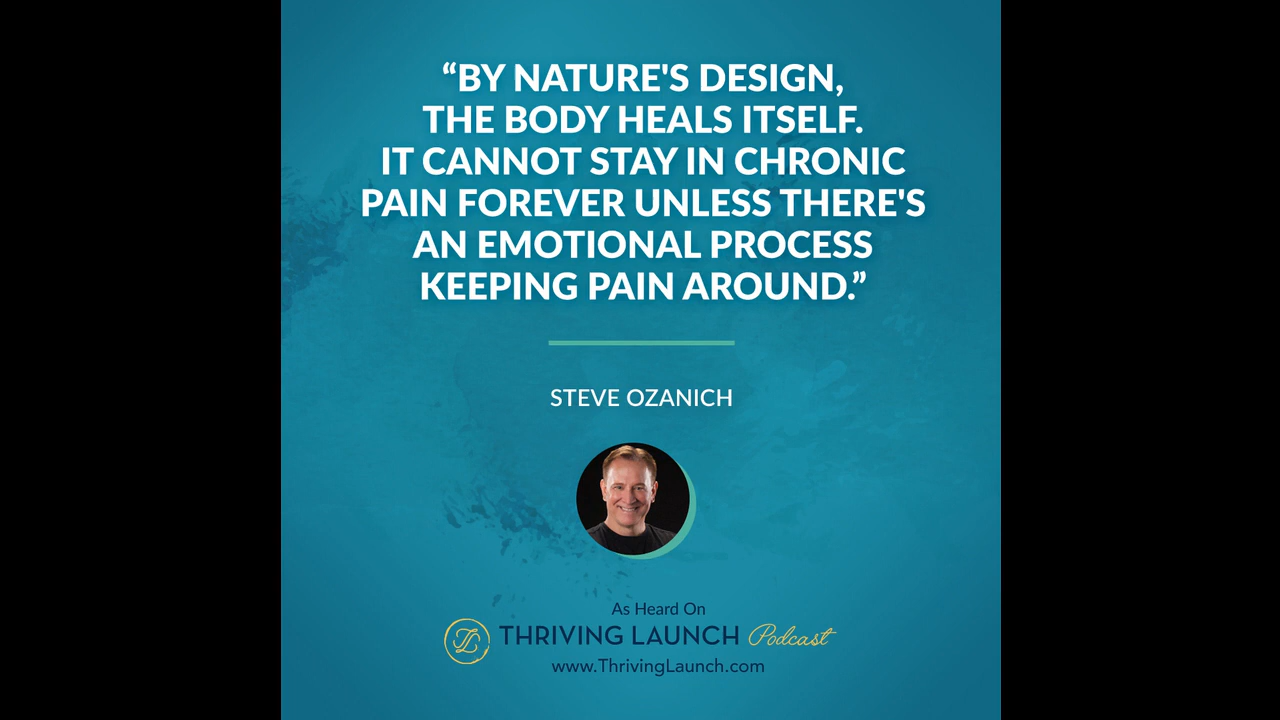 “BY NATURE'S DESIGN,
THE BODY HEALS ITSELF.
IT CANNOT STAY IN CHRONIC
PAIN FOREVER UNLESS THERE'S
AN EMOTIONAL PROCESS
KEEPING PAIN AROUND.”
STEVE OZANICH
As Heard On
TL THRIVING LAUNCH Podcast
www.ThrivingLaunch.com